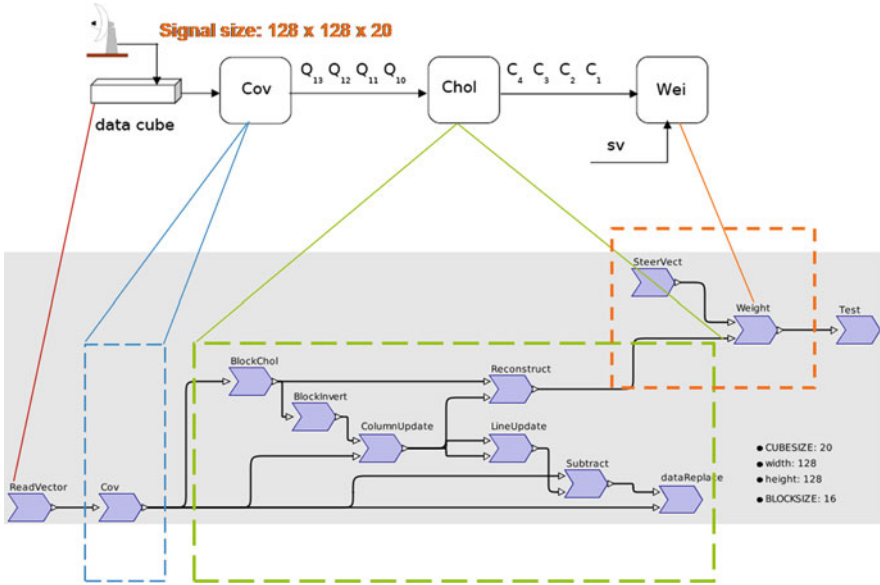 Signal size: 128 x 128 x 20
Q₁₃ Q₁₂ Q₁₁ Q₁₀
C₄ C₃ C₂ C₁
Cov
Chol
Wei
data cube
sv
SteerVect
Weight
Test
BlockChol
Reconstruct
BlockInvert
ColumnUpdate
LineUpdate
CUBESIZE: 20
Subtract
width: 128
ReadVector
Cov
dataReplace
height: 128
BLOCKSIZE: 16